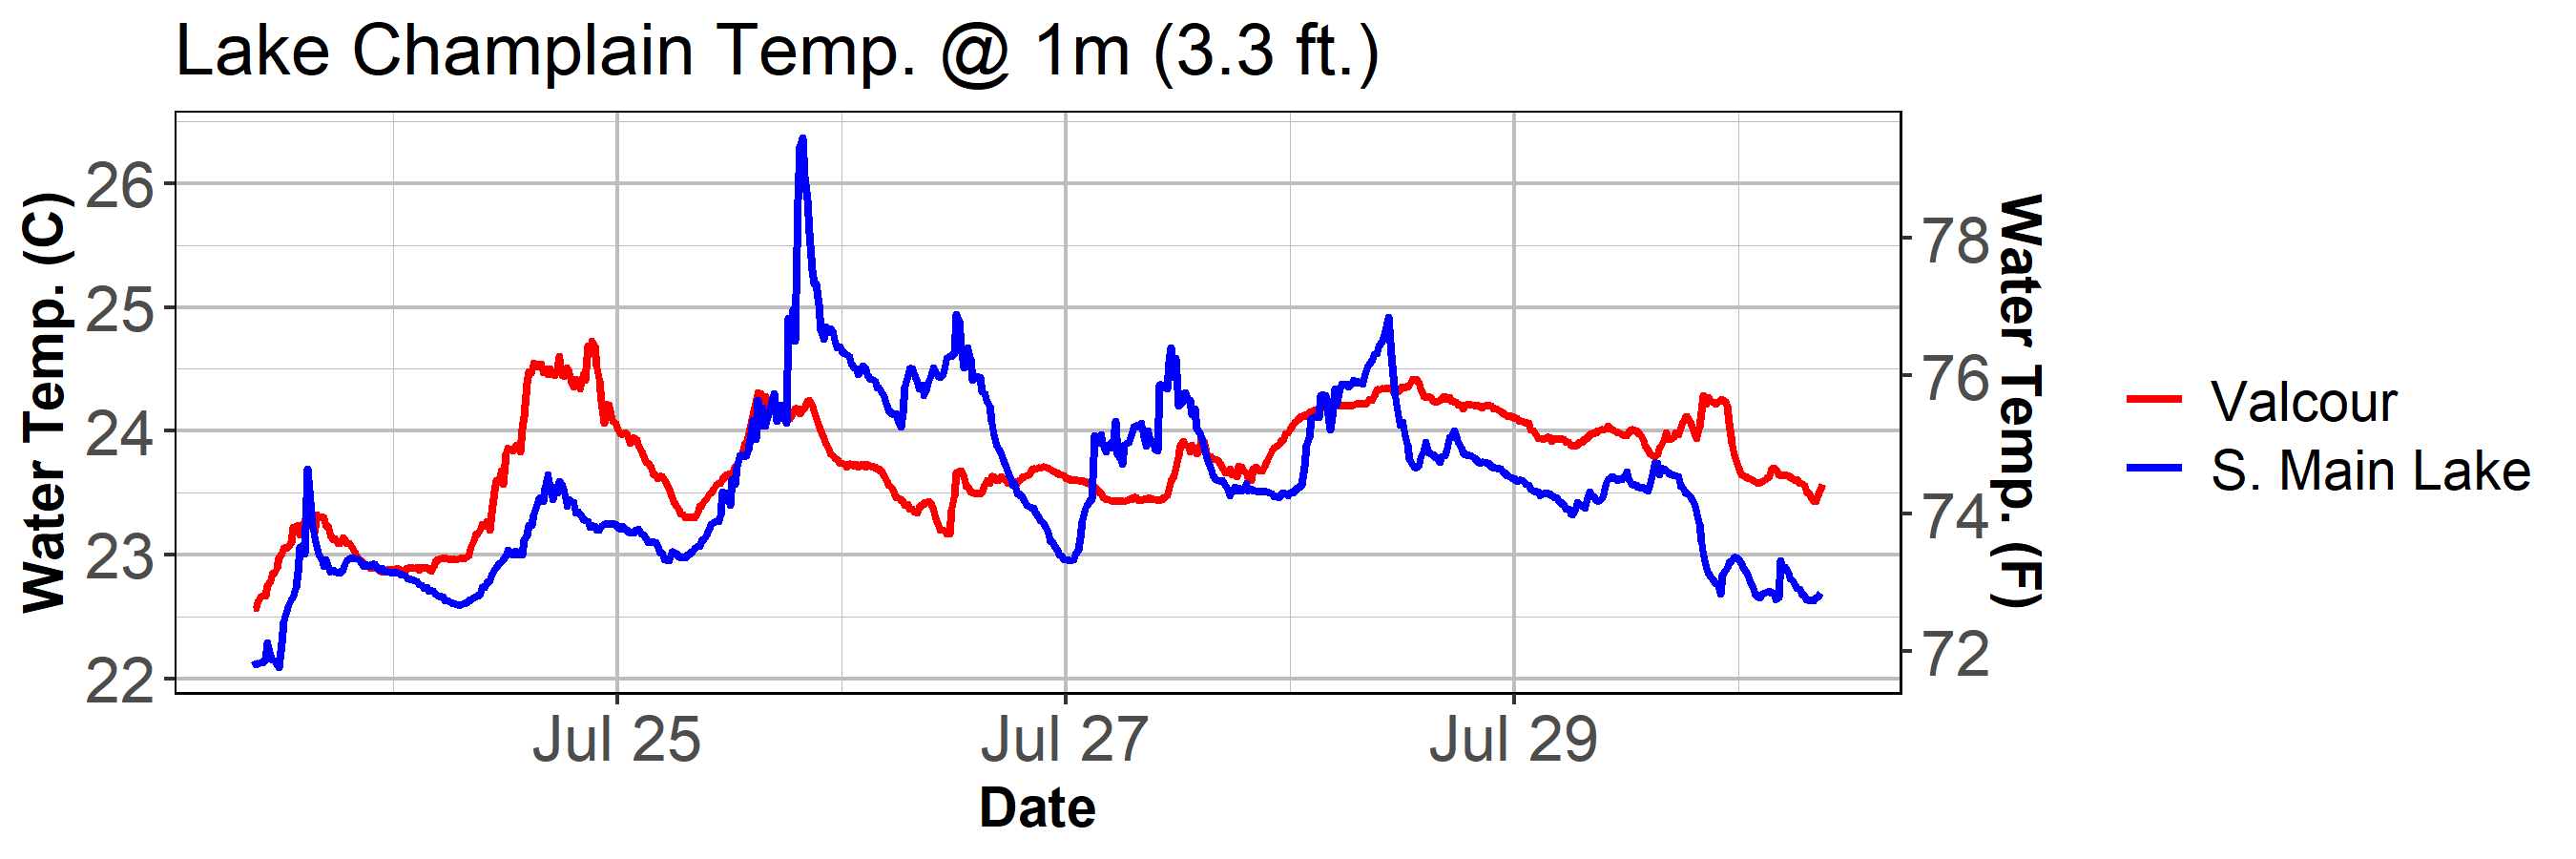 Lake Champlain Temp. @ 1m (3.3 ft.)
Water Temp. (C)
26
25
24
23
22
78
76
74
72
Water Temp. (F)
Jul 25
Jul 27
Jul 29
Date
Valcour
S. Main Lake